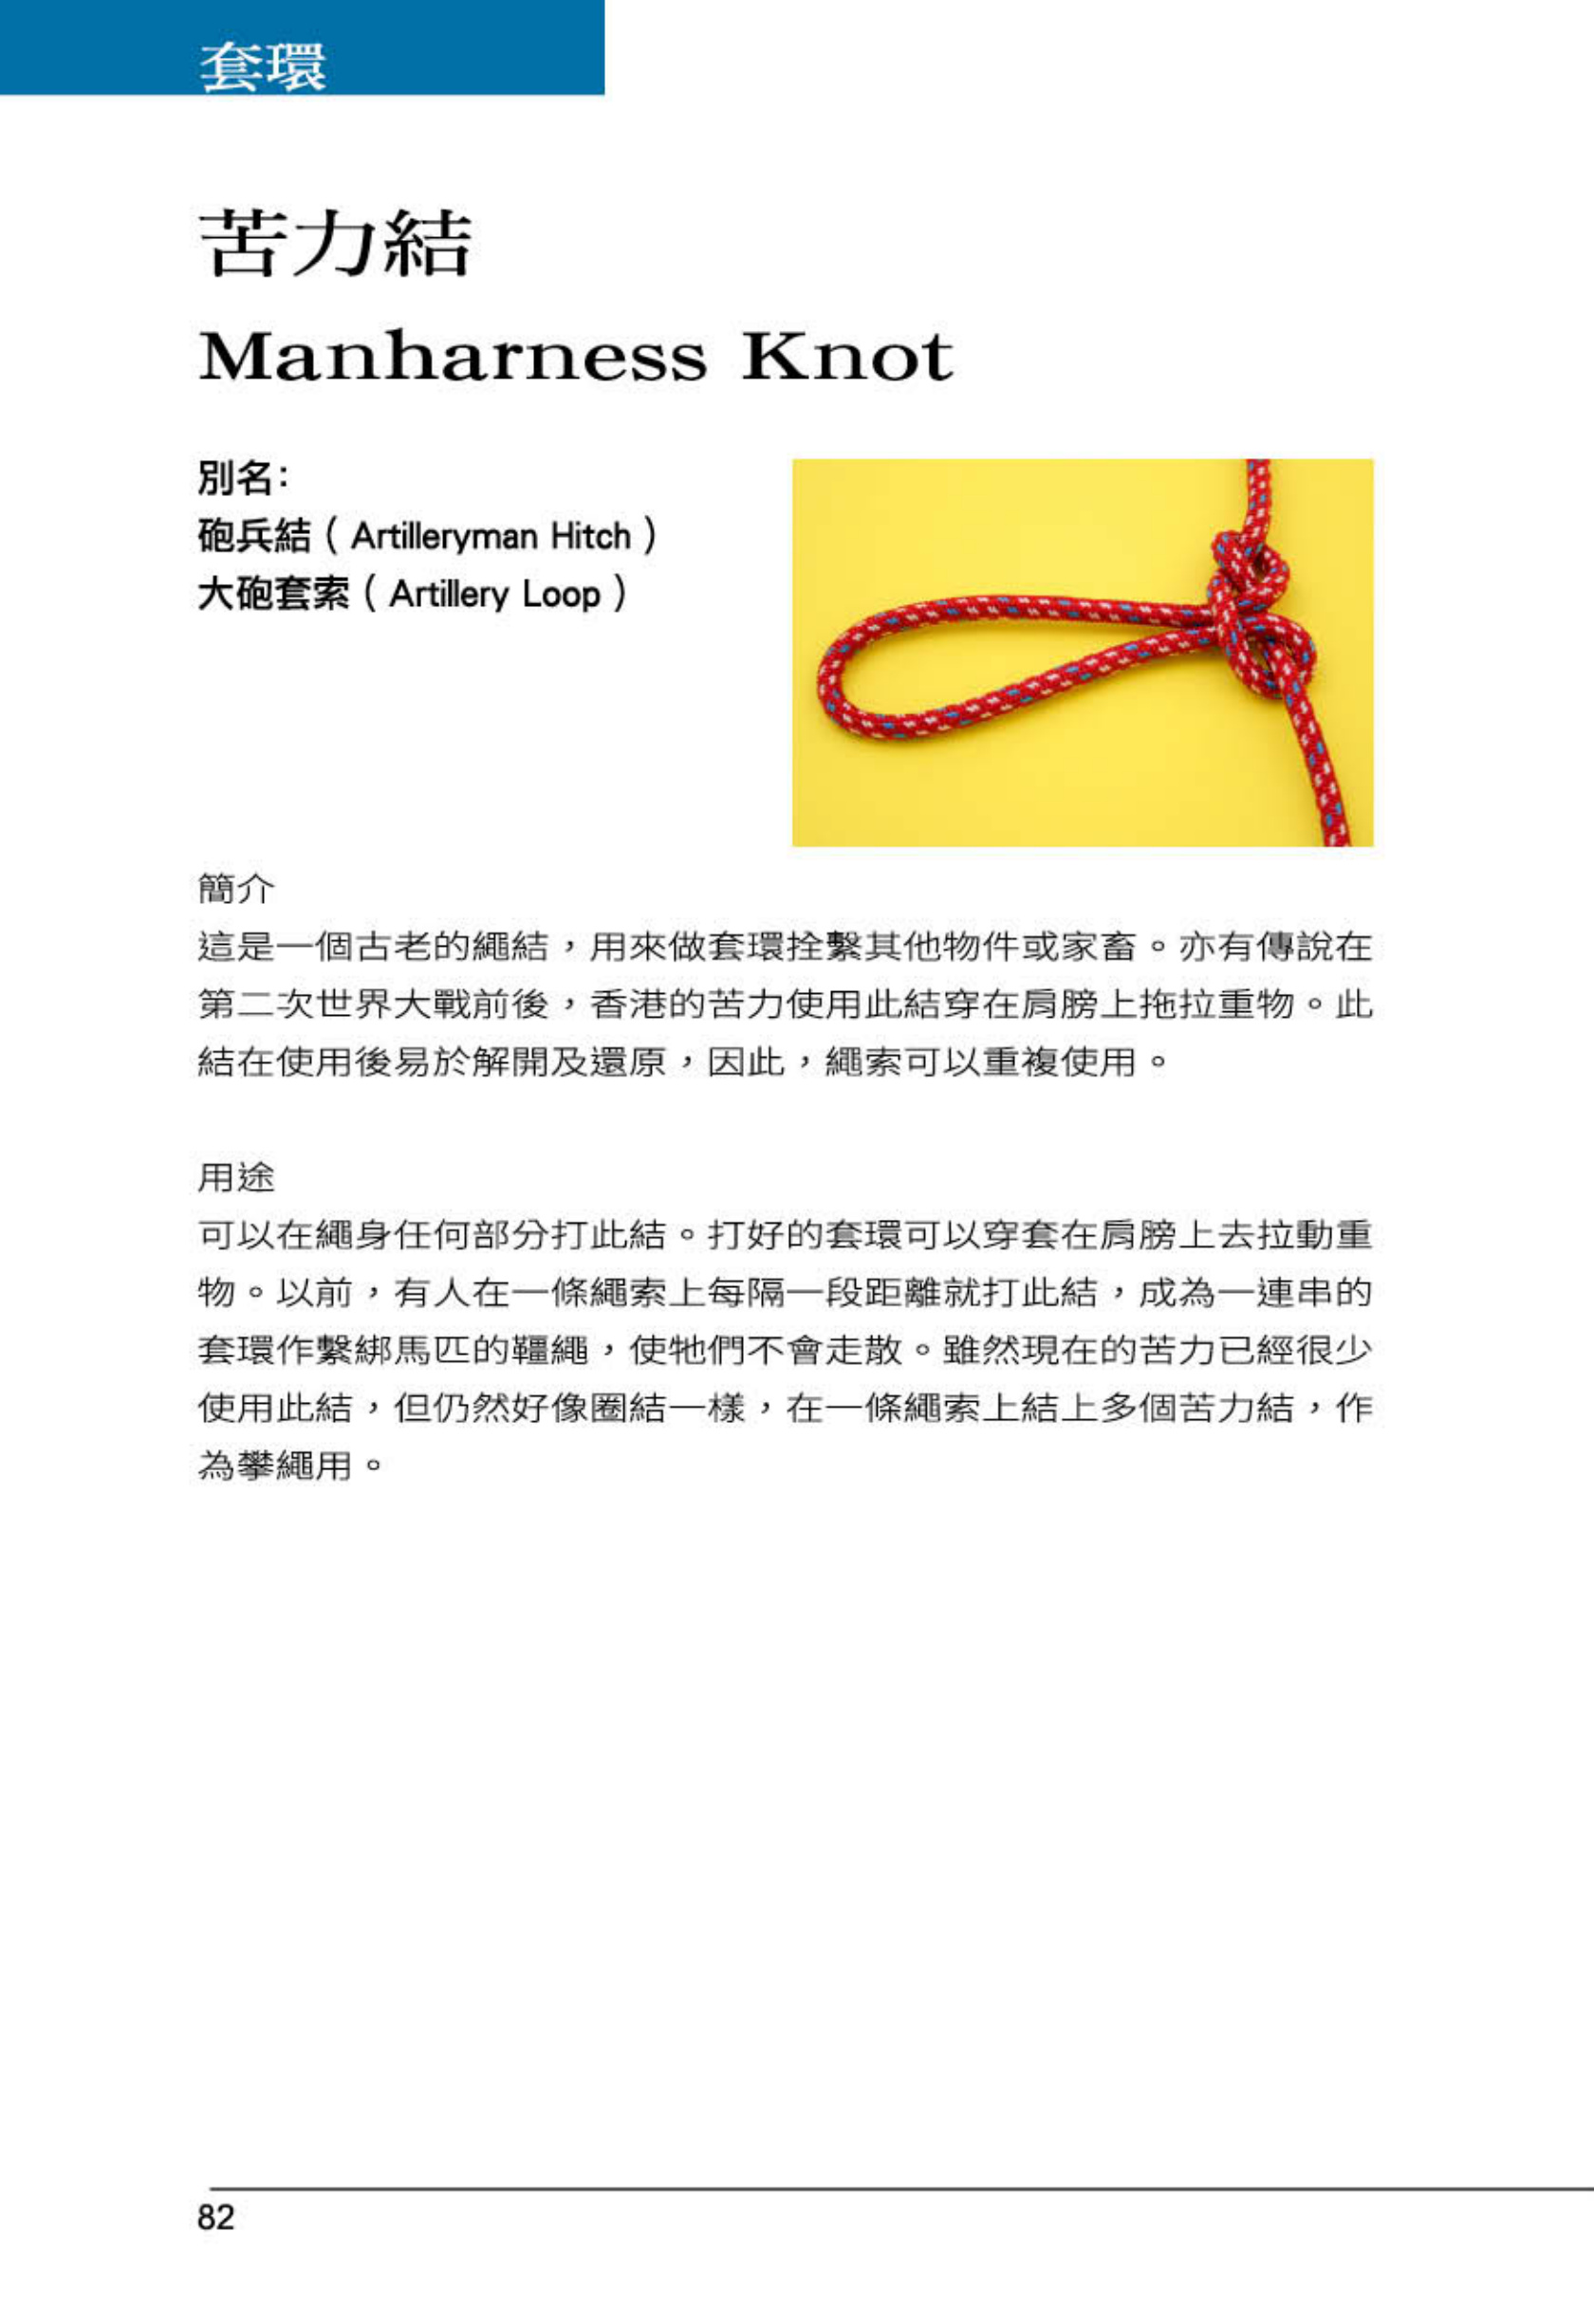 套環
苦力結
Manharness Knot
別名：
砲兵結（Artilleryman Hitch）
大砲套索（Artillery Loop）
簡介
這是一個古老的繩結，用來做套環拴繫其他物件或家畜。亦有傳說在
第二次世界大戰前後，香港的苦力使用此結穿在肩膀上拖拉重物。此
結在使用後易於解開及還原，因此，繩索可以重複使用。
用途
可以在繩身任何部分打此結。打好的套環可以穿套在肩膀上去拉動重
物。以前，有人在一條繩索上每隔一段距離就打此結，成為一連串的
套環作繫綁馬匹的韁繩，使牠們不會走散。雖然現在的苦力已經很少
使用此結，但仍然好像圈結一樣，在一條繩索上結上多個苦力結，作
為攀繩用。
82